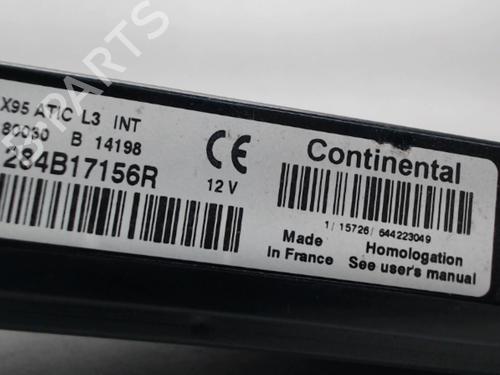 X95 ATIC L3 INT
80030 B 14198
284B17156R
CE
12 V
Continental
1/ 15726/ 644223049
Made
In France
Homologation
See user's manual
B-PARTS